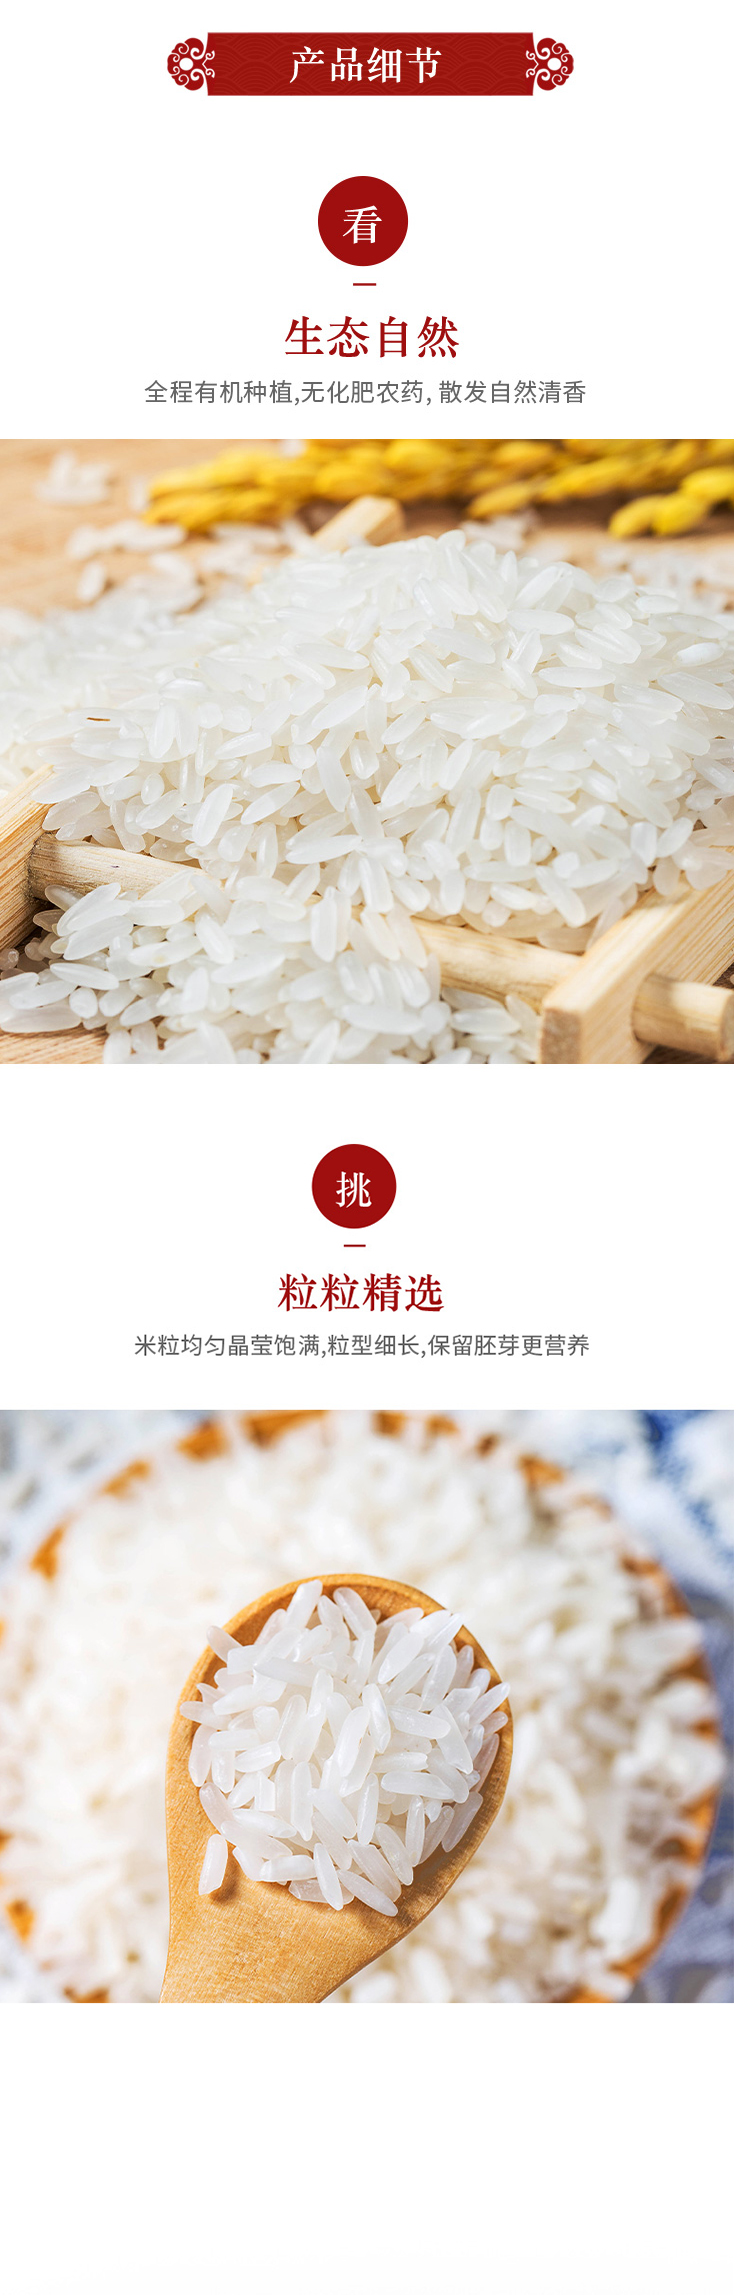 产品细节
看
生态自然
全程有机种植,无化肥农药, 散发自然清香
挑
粒粒精选
米粒均匀晶莹饱满,粒型细长,保留胚芽更营养